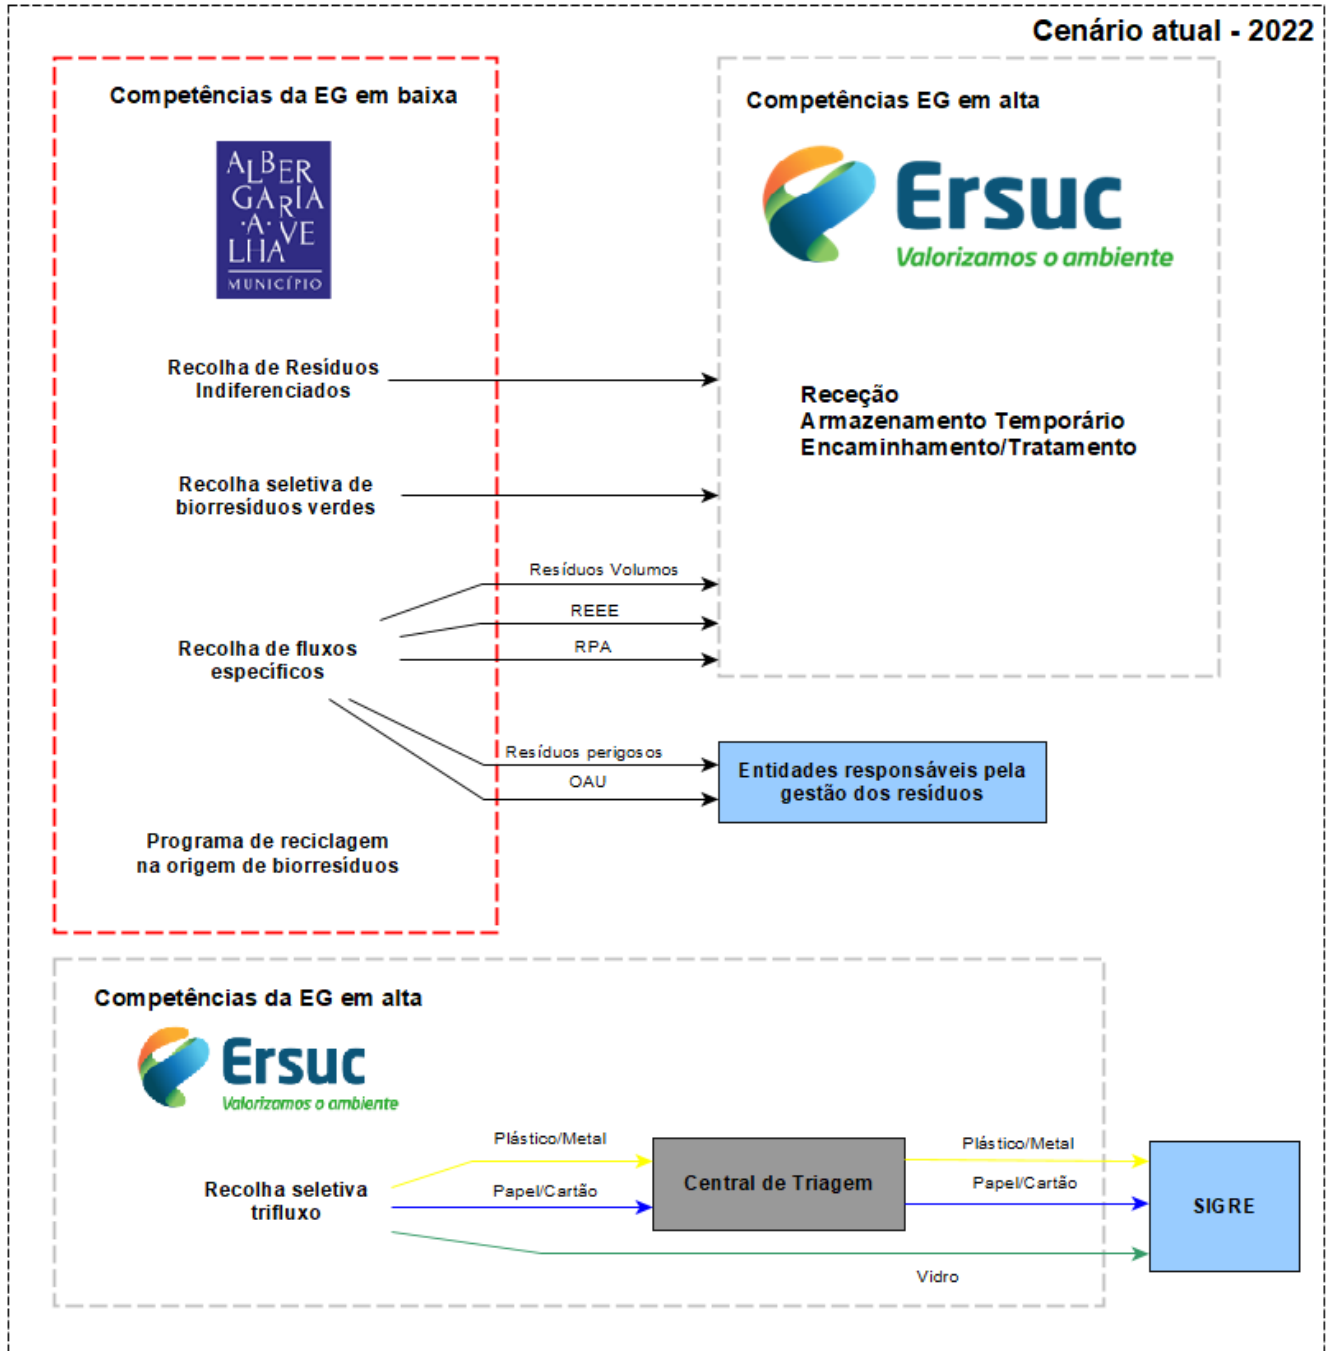 Cenário atual - 2022
Competências da EG em baixa
ALBER
GARIA
·A·VE
LHA
MUNICÍPIO
Competências EG em alta
Ersuc
Valorizamos o ambiente
Recolha de Resíduos
Indiferenciados
Receção
Armazenamento Temporário
Encaminhamento/Tratamento
Recolha seletiva de
biorresíduos verdes
Resíduos Volumos
REEE
RPA
Recolha de fluxos
específicos
Resíduos perigosos
OAU
Entidades responsáveis pela
gestão dos resíduos
Programa de reciclagem
na origem de biorresíduos
Competências da EG em alta
Ersuc
Valorizamos o ambiente
Plástico/Metal
Papel/Cartão
Recolha seletiva
trifluxo
Central de Triagem
Plástico/Metal
Papel/Cartão
SIGRE
Vidro